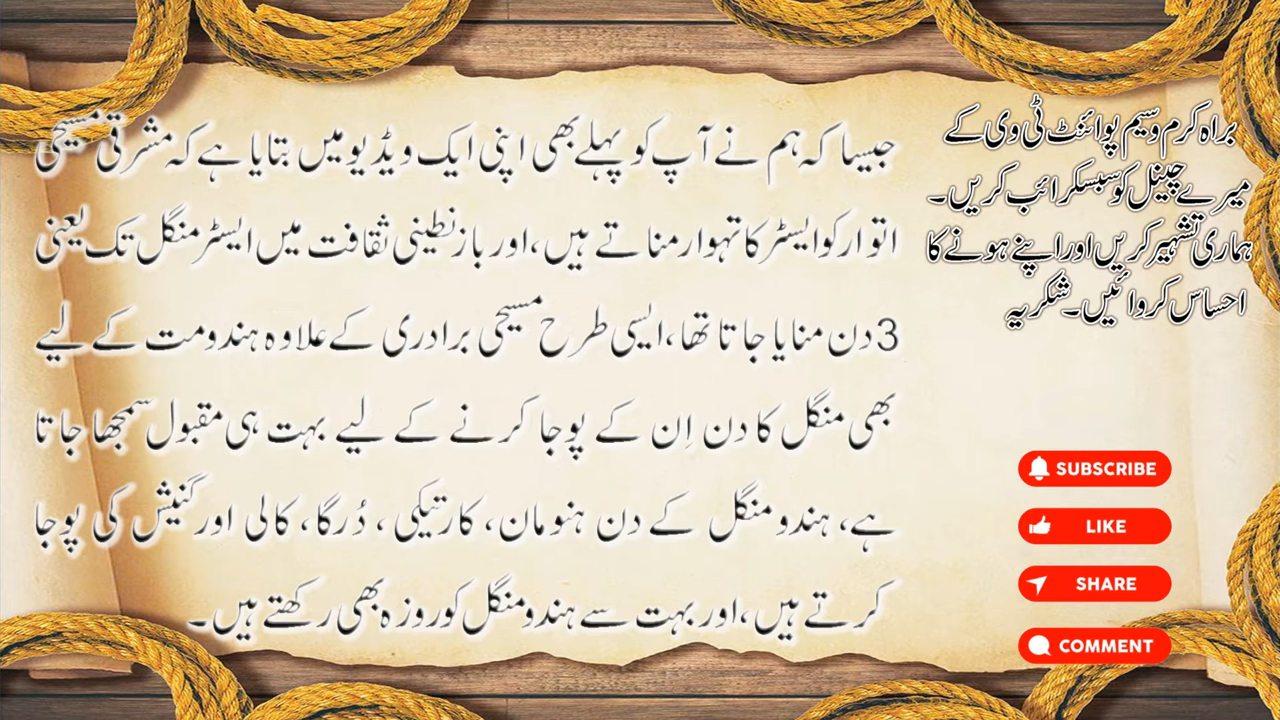 جیسا کہ ہم نے آپ کو پہلے بھی اپنی ایک ویڈیو میں بتایا ہے کہ مشرقی مسیحی
اتوار کو ایسٹر کا تہوار مناتے ہیں، اور بازنطینی ثقافت میں ایسٹر منگل تک یعنی
3 دن منایا جاتا تھا، ایسی طرح مسیحی برادری کے علاوہ ہندومت کے لیے
بھی منگل کا دن اِن کے پوجا کرنے کے لیے بہت ہی مقبول سمجھا جاتا
ہے، ہندو منگل کے دن ہنومان، کارتیکی، دُرگا، کالی اور گنیش کی پوجا
کرتے ہیں، اور بہت سے ہندو منگل کو روزہ بھی رکھتے ہیں۔
براہ کرم وسیم پوائنٹ ٹی وی کے
میرے چینل کو سبسکرائب کریں۔
ہماری تشہیر کریں اور اپنے ہونے کا
احساس کروائیں۔ شکریہ
SUBSCRIBE
LIKE
SHARE
COMMENT